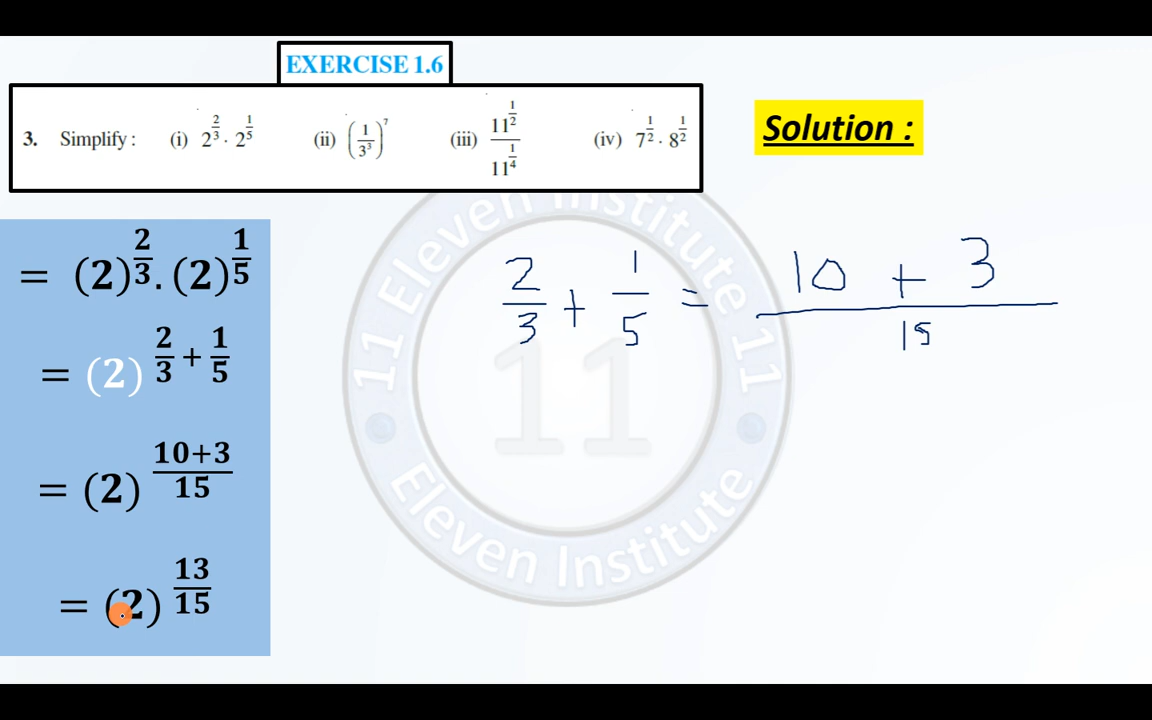 EXERCISE 1.6
3. Simplify : (i) 2^(2/3) . 2^(1/5) (ii) (1/3^3)^7 (iii) 11^(1/2) / 11^(1/4) (iv) 7^(1/2) . 8^(1/2)
Solution :
= (2)^(2/3) . (2)^(1/5)
= (2)^(2/3 + 1/5)
= (2)^((10+3)/15)
= (2)^(13/15)
2/3 + 1/5 = (10 + 3)/15
11 Eleven Institute 11
11
Eleven Institute